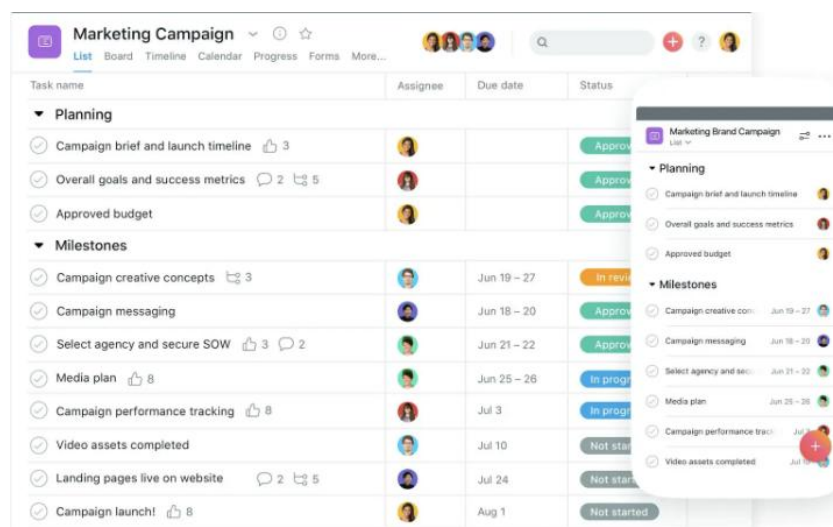 Marketing Campaign
List Board Timeline Calendar Progress Forms More...
Task name Assignee Due date Status
Planning
Campaign brief and launch timeline 3
Approv
Overall goals and success metrics 2 5
Approv
Approved budget
Approv
Milestones
Campaign creative concepts 3 Jun 19 – 27
In revi
Campaign messaging Jun 18 – 20
Approv
Select agency and secure SOW 3 2 Jun 21 – 22
Approv
Media plan 8 Jun 25 – 26
In progr
Campaign performance tracking 8 Jul 3
In progr
Video assets completed Jul 10
Not star
Landing pages live on website 2 5 Jul 24
Not star
Campaign launch! 8 Aug 1 Not started
Marketing Brand Campaign
List
Planning
Campaign brief and launch timeline
Overall goals and success metrics
Approved budget
Milestones
Campaign creative con Jun 19 – 27
Campaign messaging Jun 18 – 20
Select agency and sec Jun 21 – 22
Media plan Jun 25 – 26
Campaign performance trac Jul 3
Video assets completed Jul